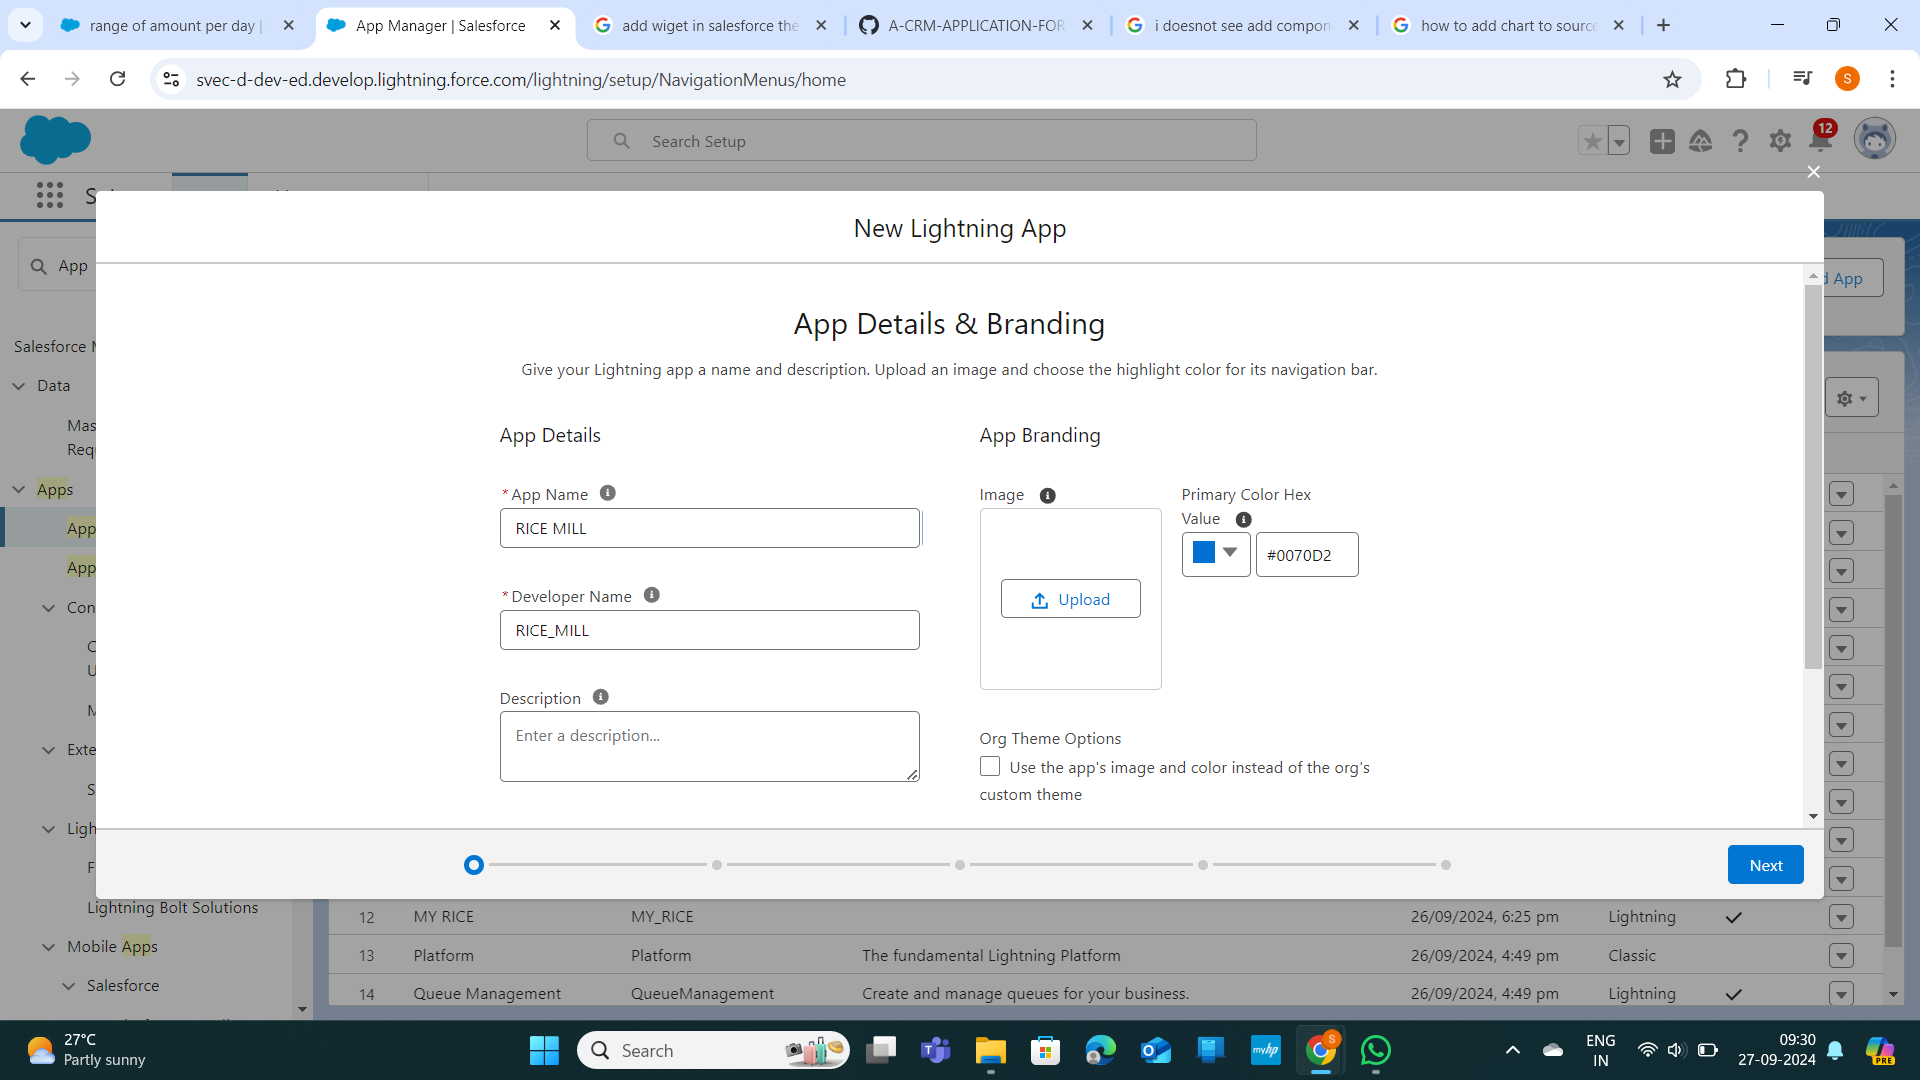 range of amount per day |
App Manager | Salesforce
add wiget in salesforce the
A-CRM-APPLICATION-FOR
i doesnot see add compon
how to add chart to source
svec-d-dev-ed.develop.lightning.force.com/lightning/setup/NavigationMenus/home
S
Search Setup
12
New Lightning App
App
d App
App Details & Branding
Give your Lightning app a name and description. Upload an image and choose the highlight color for its navigation bar.
Salesforce M
Data
Mas
Requ
Apps
App
App
Con
C
U
M
Exte
S
Ligh
F
Lightning Bolt Solutions
Mobile Apps
Salesforce
App Details
App Branding
*App Name
RICE MILL
*Developer Name
RICE_MILL
Description
Enter a description...
Image
Upload
Primary Color Hex
Value
#0070D2
Org Theme Options
Use the app's image and color instead of the org's
custom theme
Next
12 MY RICE MY_RICE 26/09/2024, 6:25 pm Lightning
13 Platform Platform The fundamental Lightning Platform 26/09/2024, 4:49 pm Classic
14 Queue Management QueueManagement Create and manage queues for your business. 26/09/2024, 4:49 pm Lightning
27°C
Partly sunny
Search
myhp
S
ENG
IN
09:30
27-09-2024
PRE